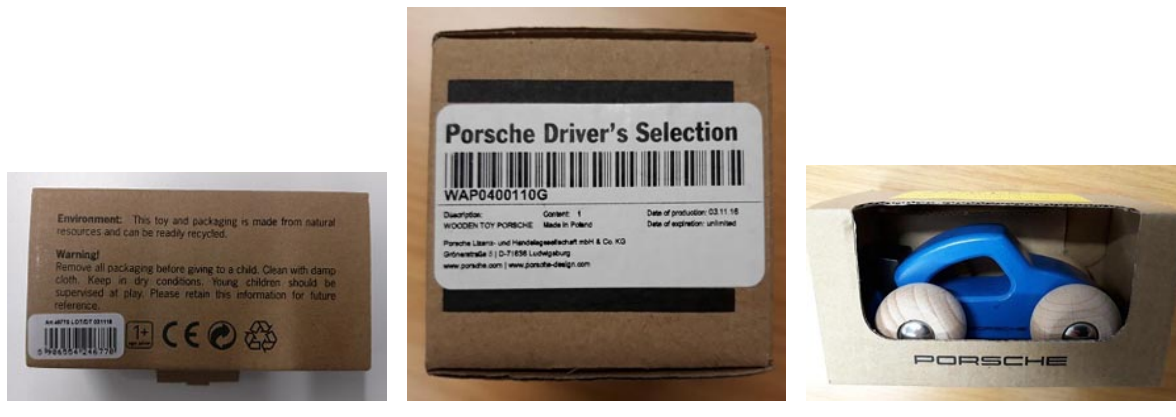 Environment: This toy and packaging is made from natural
resources and can be readily recycled.
Warning!
Remove all packaging before giving to a child. Clean with damp
cloth. Keep in dry conditions. Young children should be
supervised at play. Please retain this information for future
reference.
1+
CE
Porsche Driver's Selection
WAP0400110G
Discription: Content: 1 Date of production: 03.11.16
WOODEN TOY PORSCHE Made in Poland Date of expiration: unlimited
Porsche Lizenz- und Handelsgesellschaft mbH & Co. KG
D-71636 Ludwigsburg
www.porsche.com | www.porsche-design.com
PORSCHE